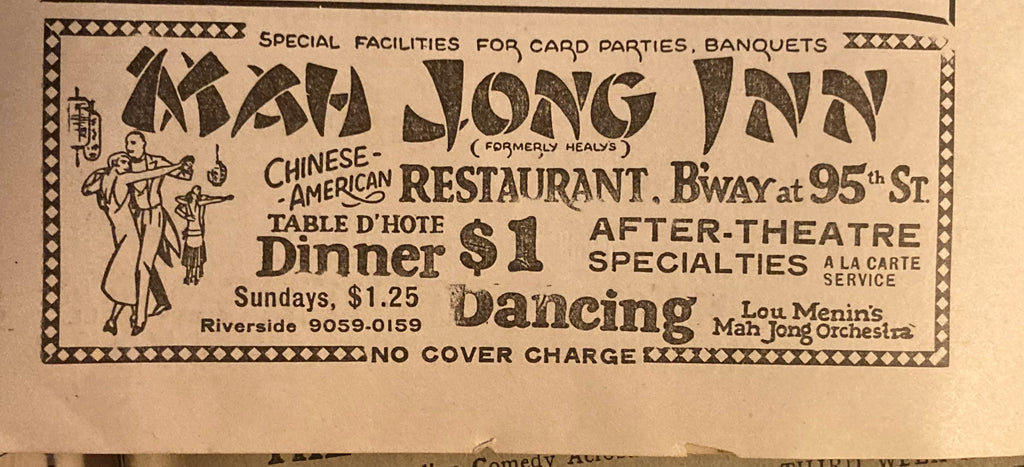 SPECIAL FACILITIES FOR CARD PARTIES, BANQUETS
MAH JONG INN
(FORMERLY HEALYS)
CHINESE-
-AMERICAN RESTAURANT, B'WAY at 95th ST.
TABLE D'HOTE
Dinner $1
AFTER-THEATRE
SPECIALTIES A LA CARTE
SERVICE
Sundays, $1.25
Riverside 9059-0159
Dancing
Lou Menin's
Mah Jong Orchestra
NO COVER CHARGE
Comedy